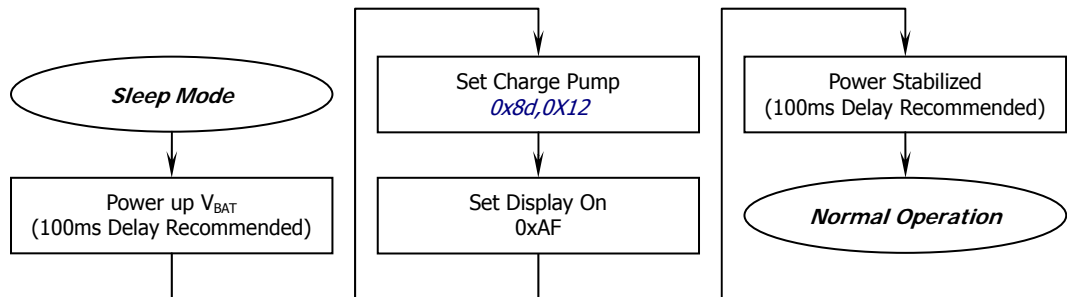 Sleep Mode
Power up VBAT
(100ms Delay Recommended)
Set Charge Pump
0x8d,0X12
Set Display On
0xAF
Power Stabilized
(100ms Delay Recommended)
Normal Operation